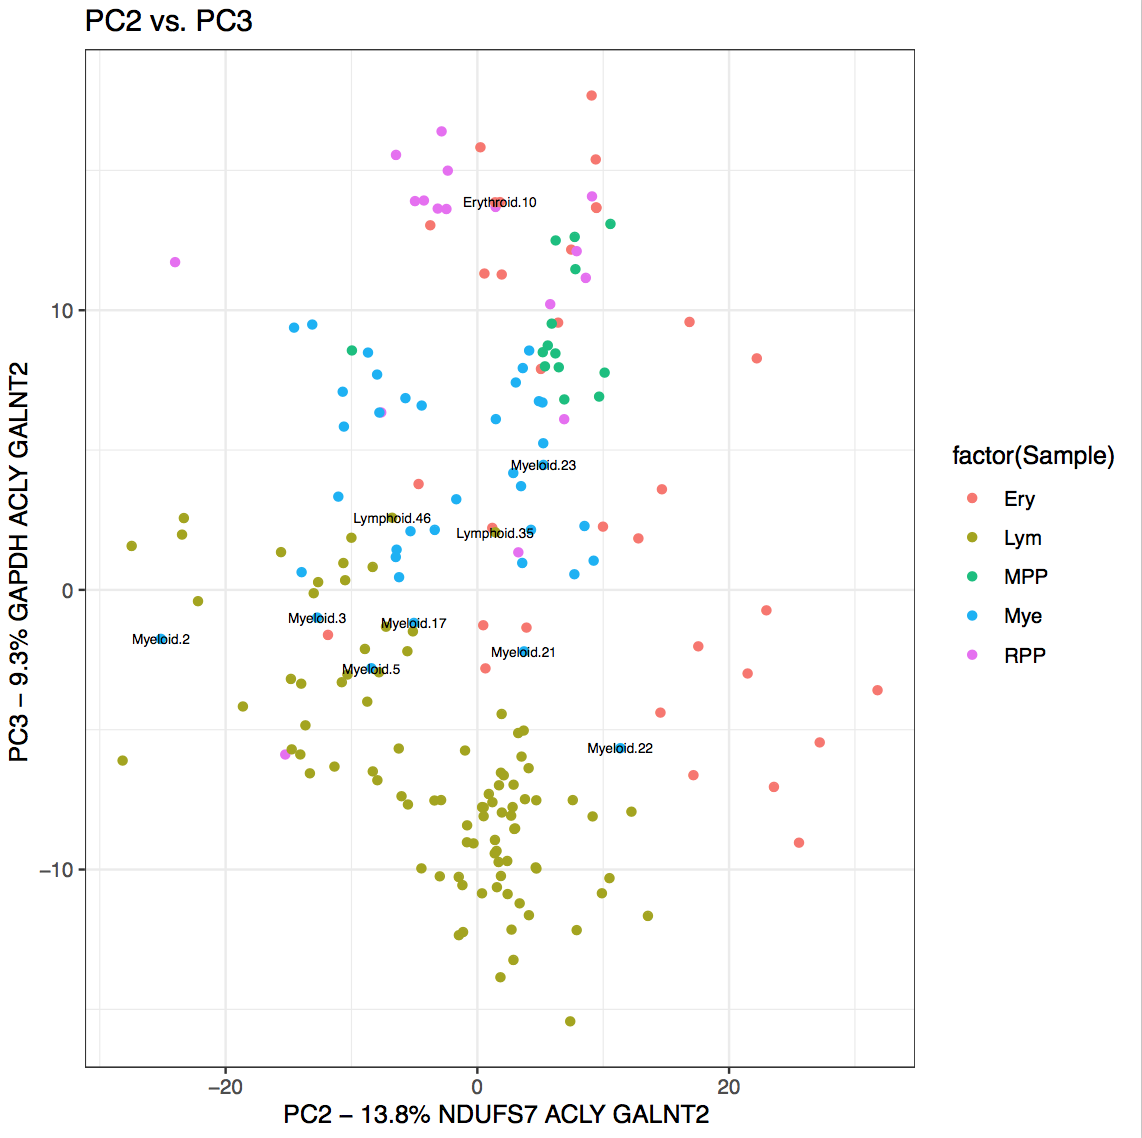 PC2 vs. PC3
PC3 − 9.3% GAPDH ACLY GALNT2
10
0
−10
Erythroid.10
Myeloid.23
Lymphoid.46
Lymphoid.35
Myeloid.3
Myeloid.17
Myeloid.2
Myeloid.21
Myeloid.5
Myeloid.22
−20
0
20
PC2 − 13.8% NDUFS7 ACLY GALNT2
factor(Sample)
Ery
Lym
MPP
Mye
RPP